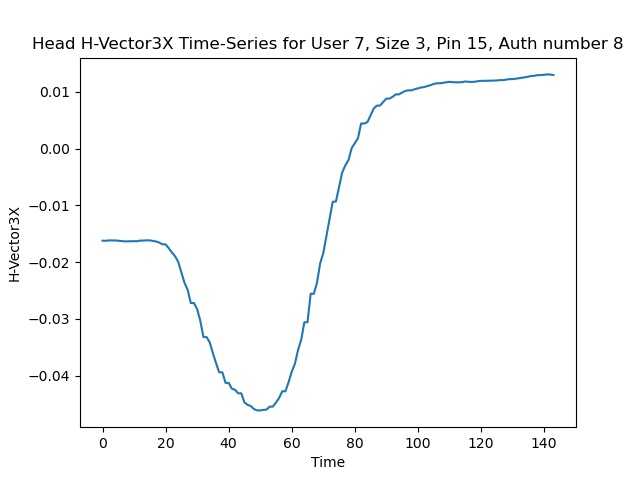 Head H-Vector3X Time-Series for User 7, Size 3, Pin 15, Auth number 8
0.01
0.00
−0.01
−0.02
−0.03
−0.04
H-Vector3X
0 20 40 60 80 100 120 140
Time